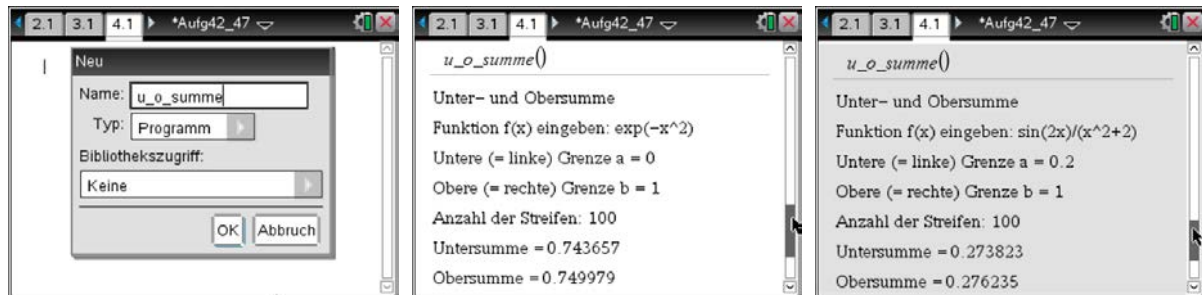 2.1 3.1 4.1 *Aufg42_47
Neu
Name: u_o_summe
Typ: Programm
Bibliothekszugriff:
Keine
OK Abbruch
2.1 3.1 4.1 *Aufg42_47
u_o_summe()
Unter- und Obersumme
Funktion f(x) eingeben: exp(-x^2)
Untere (= linke) Grenze a = 0
Obere (= rechte) Grenze b = 1
Anzahl der Streifen: 100
Untersumme =0.743657
Obersumme =0.749979
2.1 3.1 4.1 *Aufg42_47
u_o_summe()
Unter- und Obersumme
Funktion f(x) eingeben: sin(2x)/(x^2+2)
Untere (= linke) Grenze a = 0.2
Obere (= rechte) Grenze b = 1
Anzahl der Streifen: 100
Untersumme =0.273823
Obersumme =0.276235